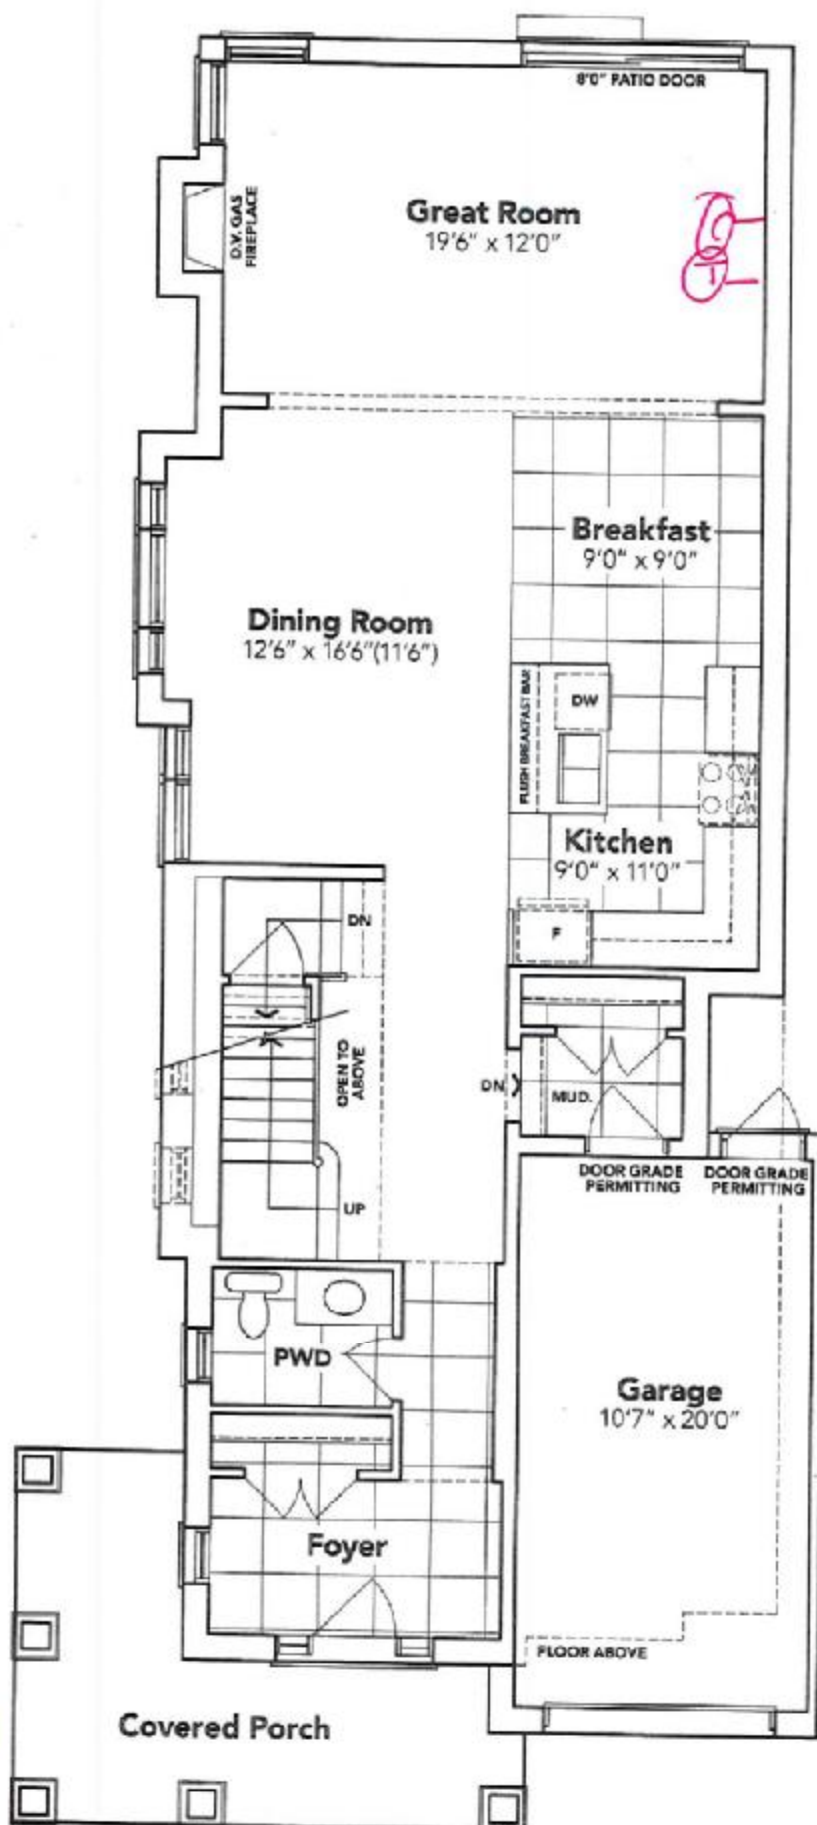 8'0" PATIO DOOR
Great Room
19'6" x 12'0"
D.V. GAS
FIREPLACE
Breakfast
9'0" x 9'0"
Dining Room
12'6" x 16'6"(11'6")
FLUSH BREAKFAST BAR
DW
Kitchen
9'0" x 11'0"
F
DN
OPEN TO
ABOVE
DN
MUD.
DOOR GRADE
PERMITTING
DOOR GRADE
PERMITTING
UP
PWD
Garage
10'7" x 20'0"
Foyer
FLOOR ABOVE
Covered Porch